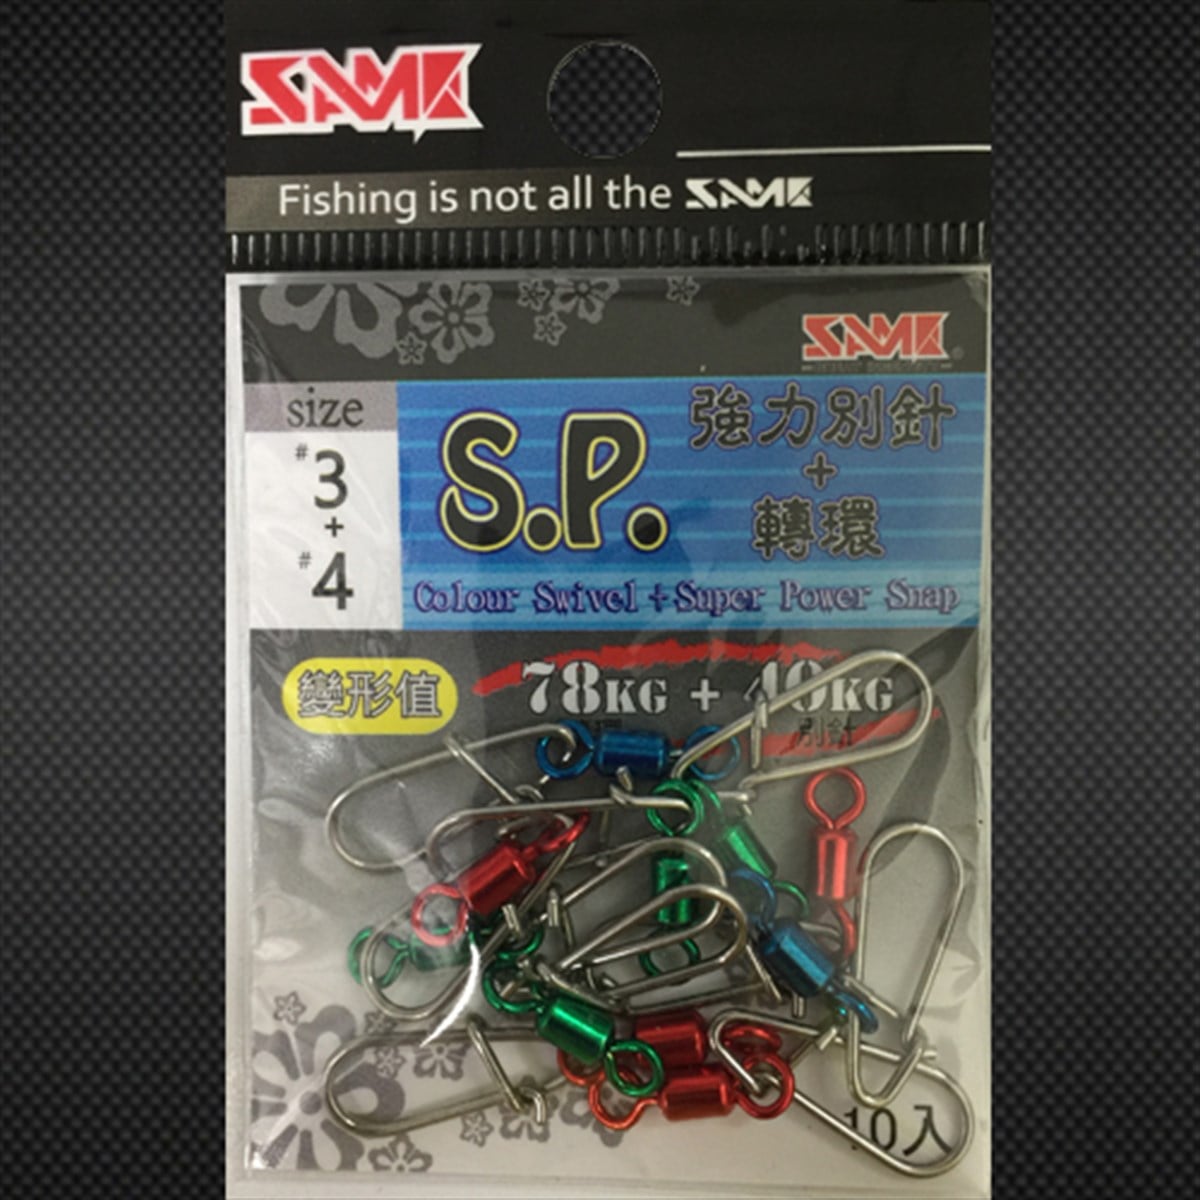 SAME
Fishing is not all the SAME
SAME
size
#3
+
#4
S.P.
強力別針
+
轉環
Colour Swivel + Super Power Snap
變形值
78KG + 40KG
別針
10入